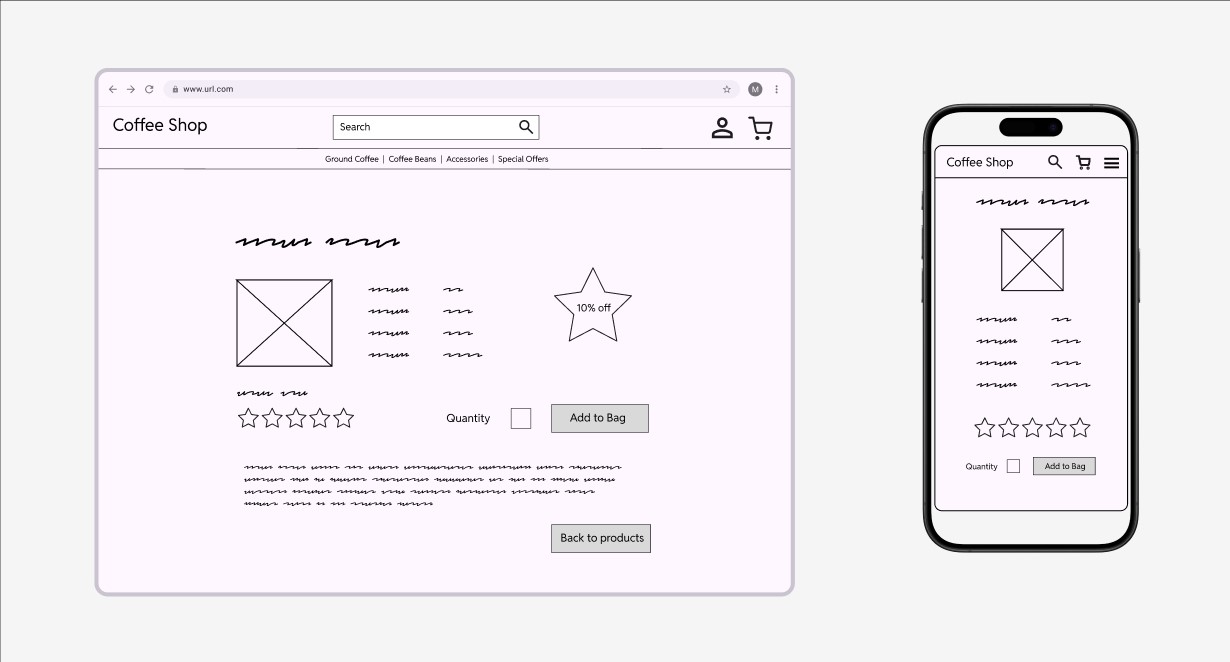 www.url.com
M
Coffee Shop
Search
Ground Coffee | Coffee Beans | Accessories | Special Offers
10% off
Quantity
Add to Bag
Back to products
Coffee Shop
Quantity
Add to Bag